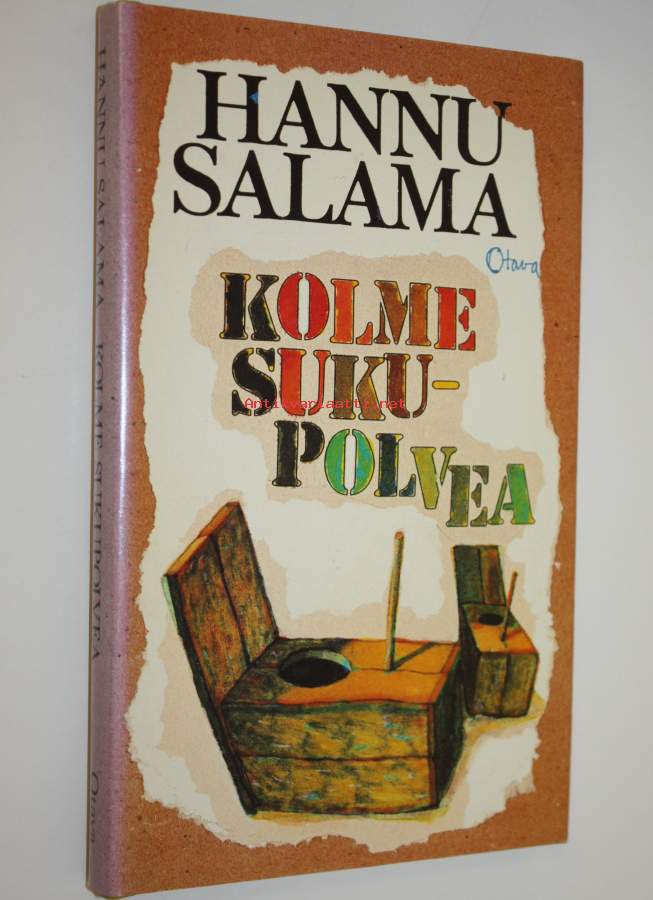 HANNU
SALAMA
Otava
KOLME
SUKU-
POLVEA
Antikvariaatti.net
HANNU SALAMA KOLME SUKUPOLVEA Otava